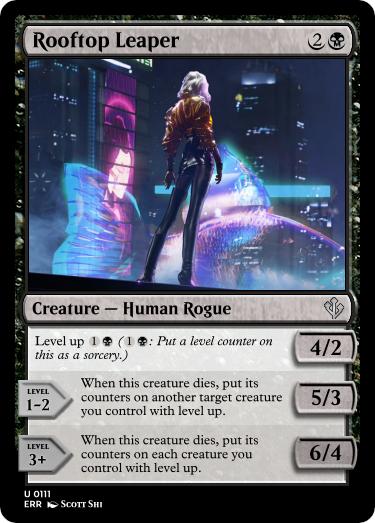 Rooftop Leaper 2
Creature — Human Rogue
Level up 1 (1 : Put a level counter on
this as a sorcery.)
4/2
LEVEL
1-2
When this creature dies, put its
counters on another target creature
you control with level up.
5/3
LEVEL
3+
When this creature dies, put its
counters on each creature you
control with level up.
6/4
U 0111
ERR Scott Shi